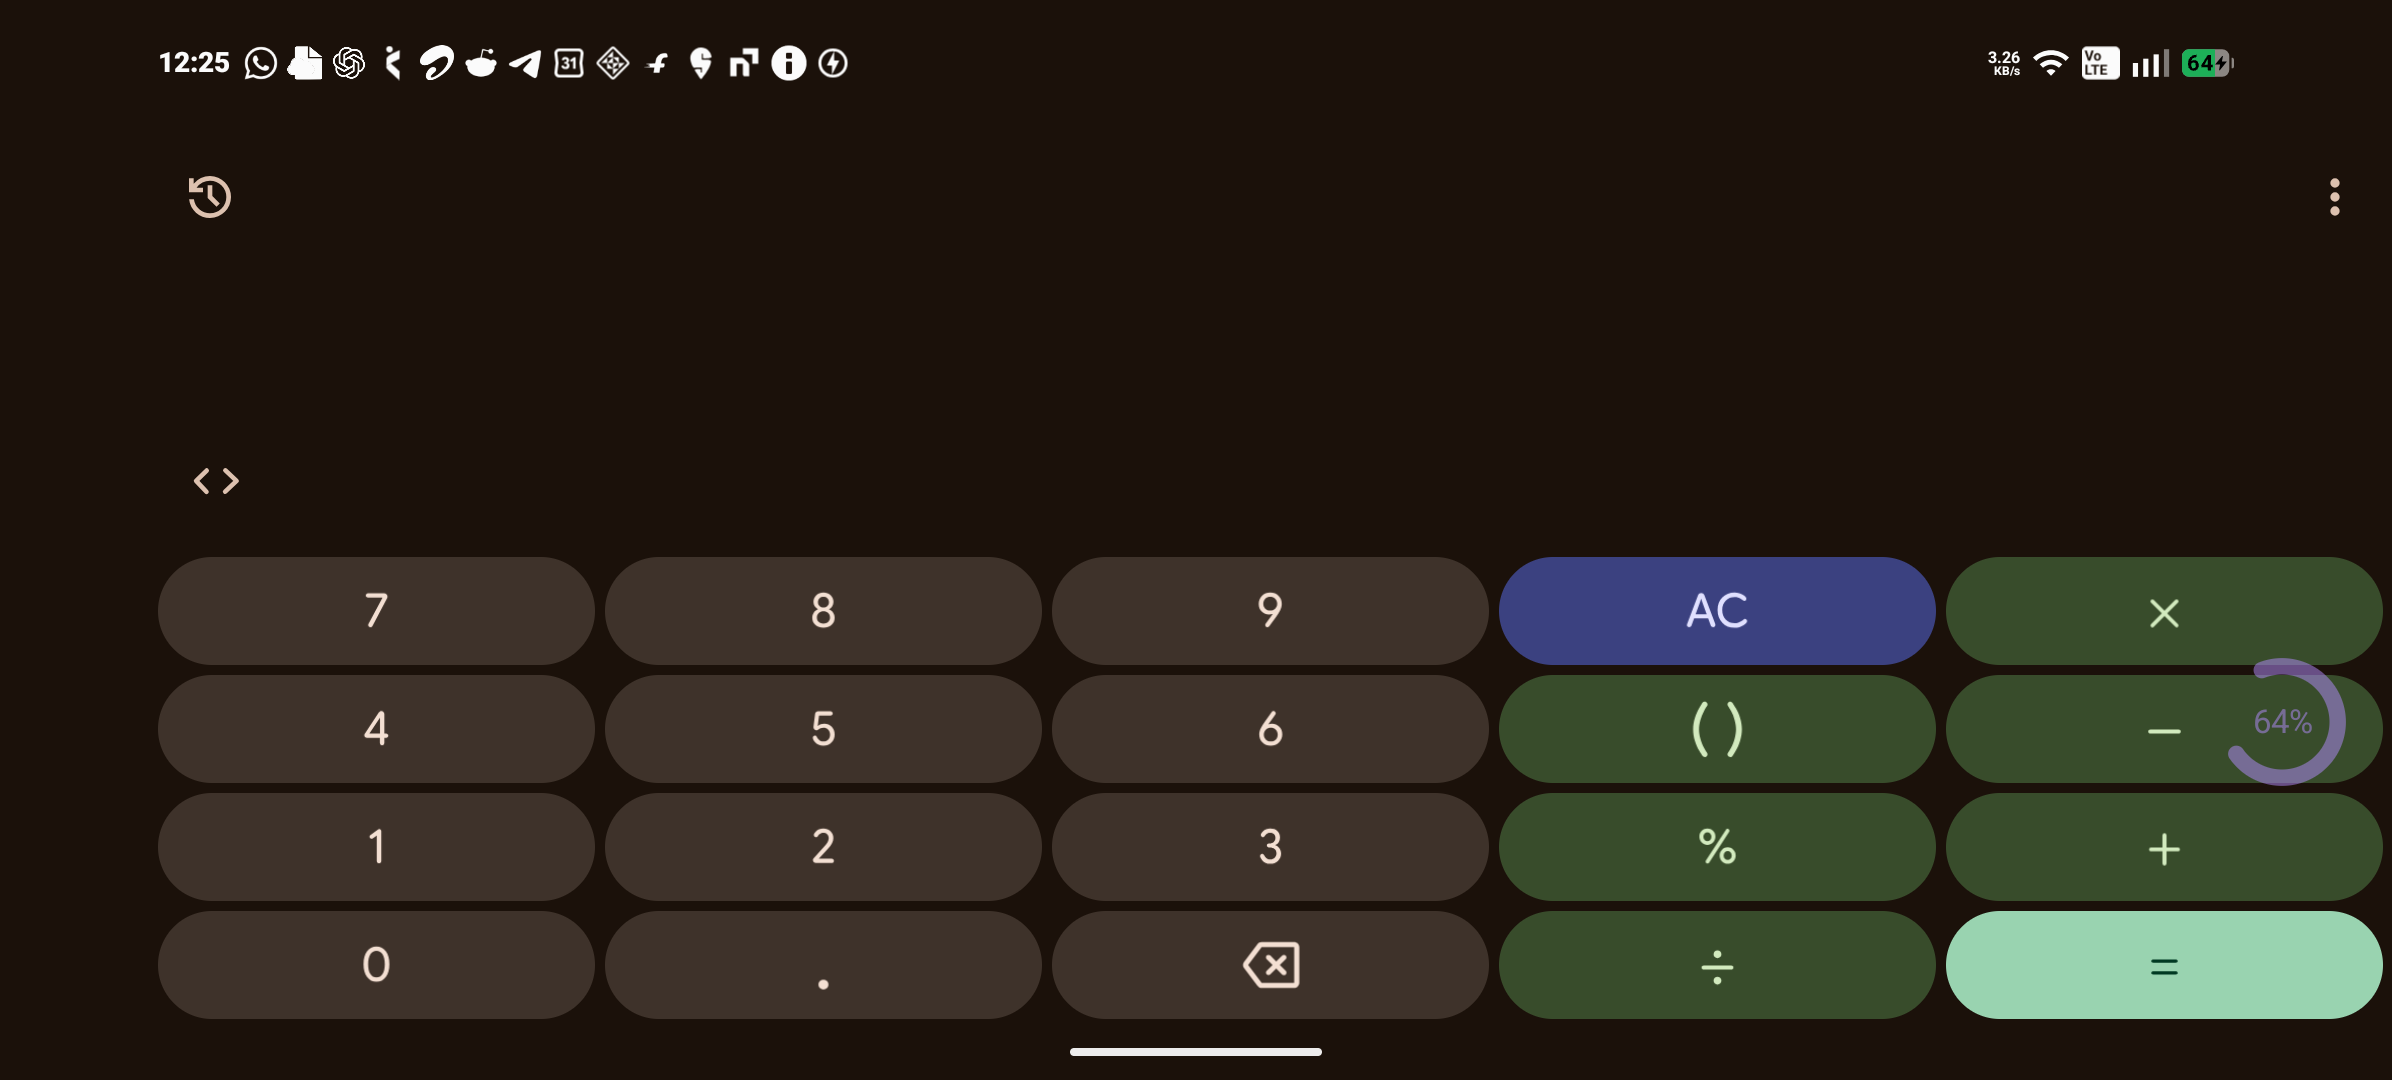 12:25 31 3.26 KB/s Vo LTE 64
< >
7 8 9 AC ×
4 5 6 ( ) − 64%
1 2 3 % +
0 . ÷ =